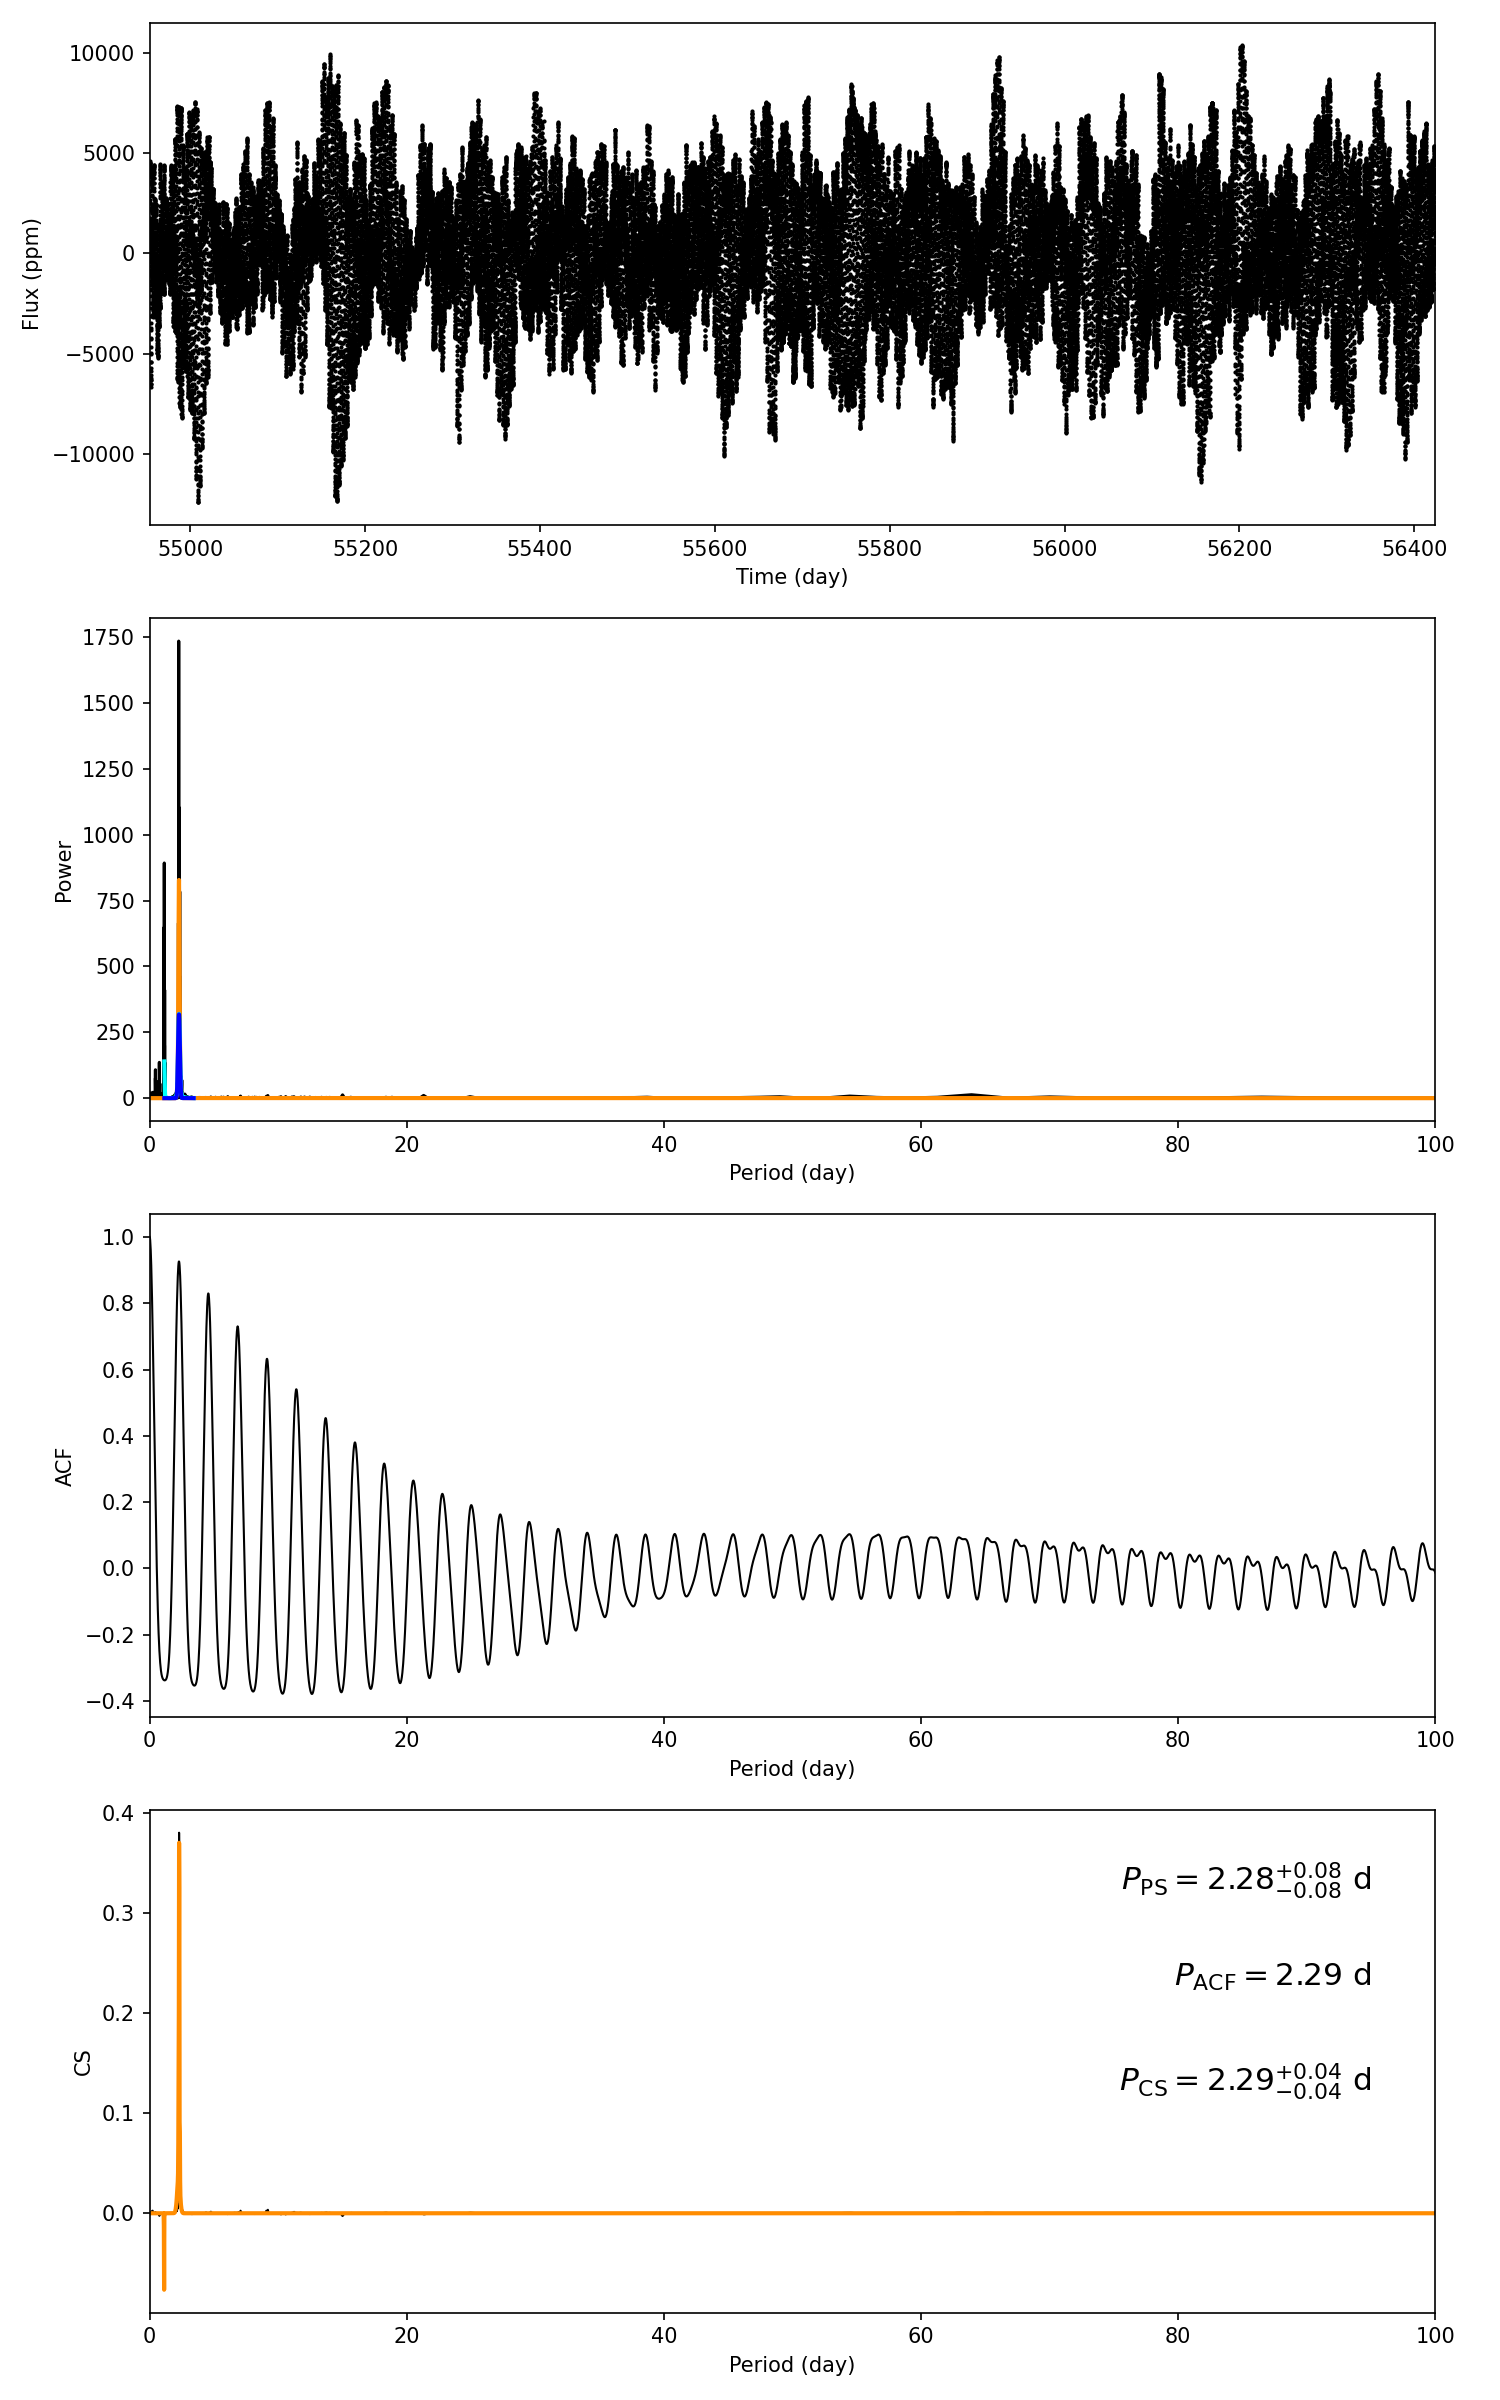 10000
5000
0
−5000
−10000
Flux (ppm)
55000 55200 55400 55600 55800 56000 56200 56400
Time (day)
1750
1500
1250
1000
750
500
250
0
Power
0 20 40 60 80 100
Period (day)
1.0
0.8
0.6
0.4
0.2
0.0
−0.2
−0.4
ACF
0 20 40 60 80 100
Period (day)
0.4
0.3
0.2
0.1
0.0
CS
P_PS = 2.28^{+0.08}_{−0.08} d
P_ACF = 2.29 d
P_CS = 2.29^{+0.04}_{−0.04} d
0 20 40 60 80 100
Period (day)